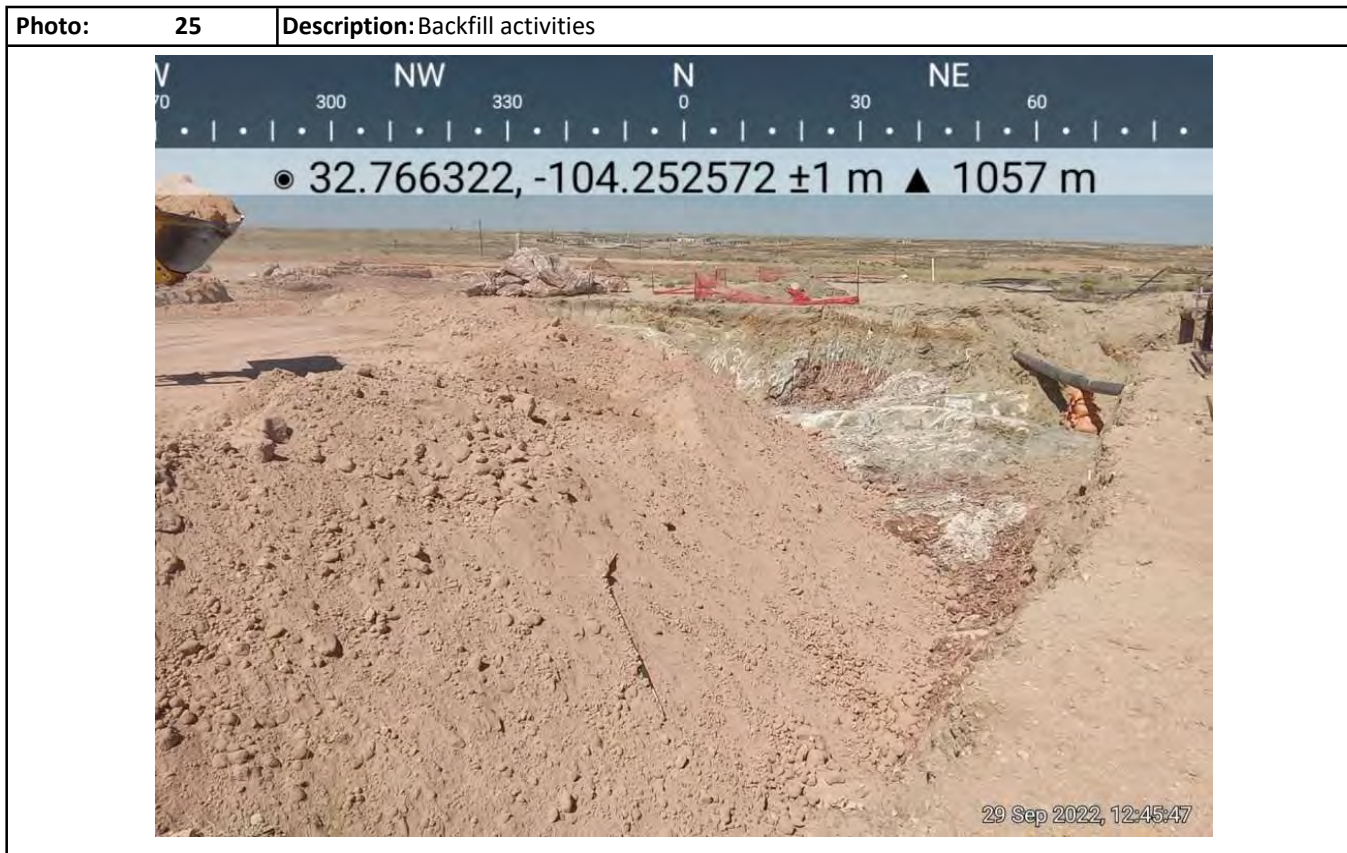 Photo: 25 Description: Backfill activities
NW N NE
70 300 330 0 30 60
32.766322, -104.252572 ±1 m ▲ 1057 m
29 Sep 2022, 12:45:47